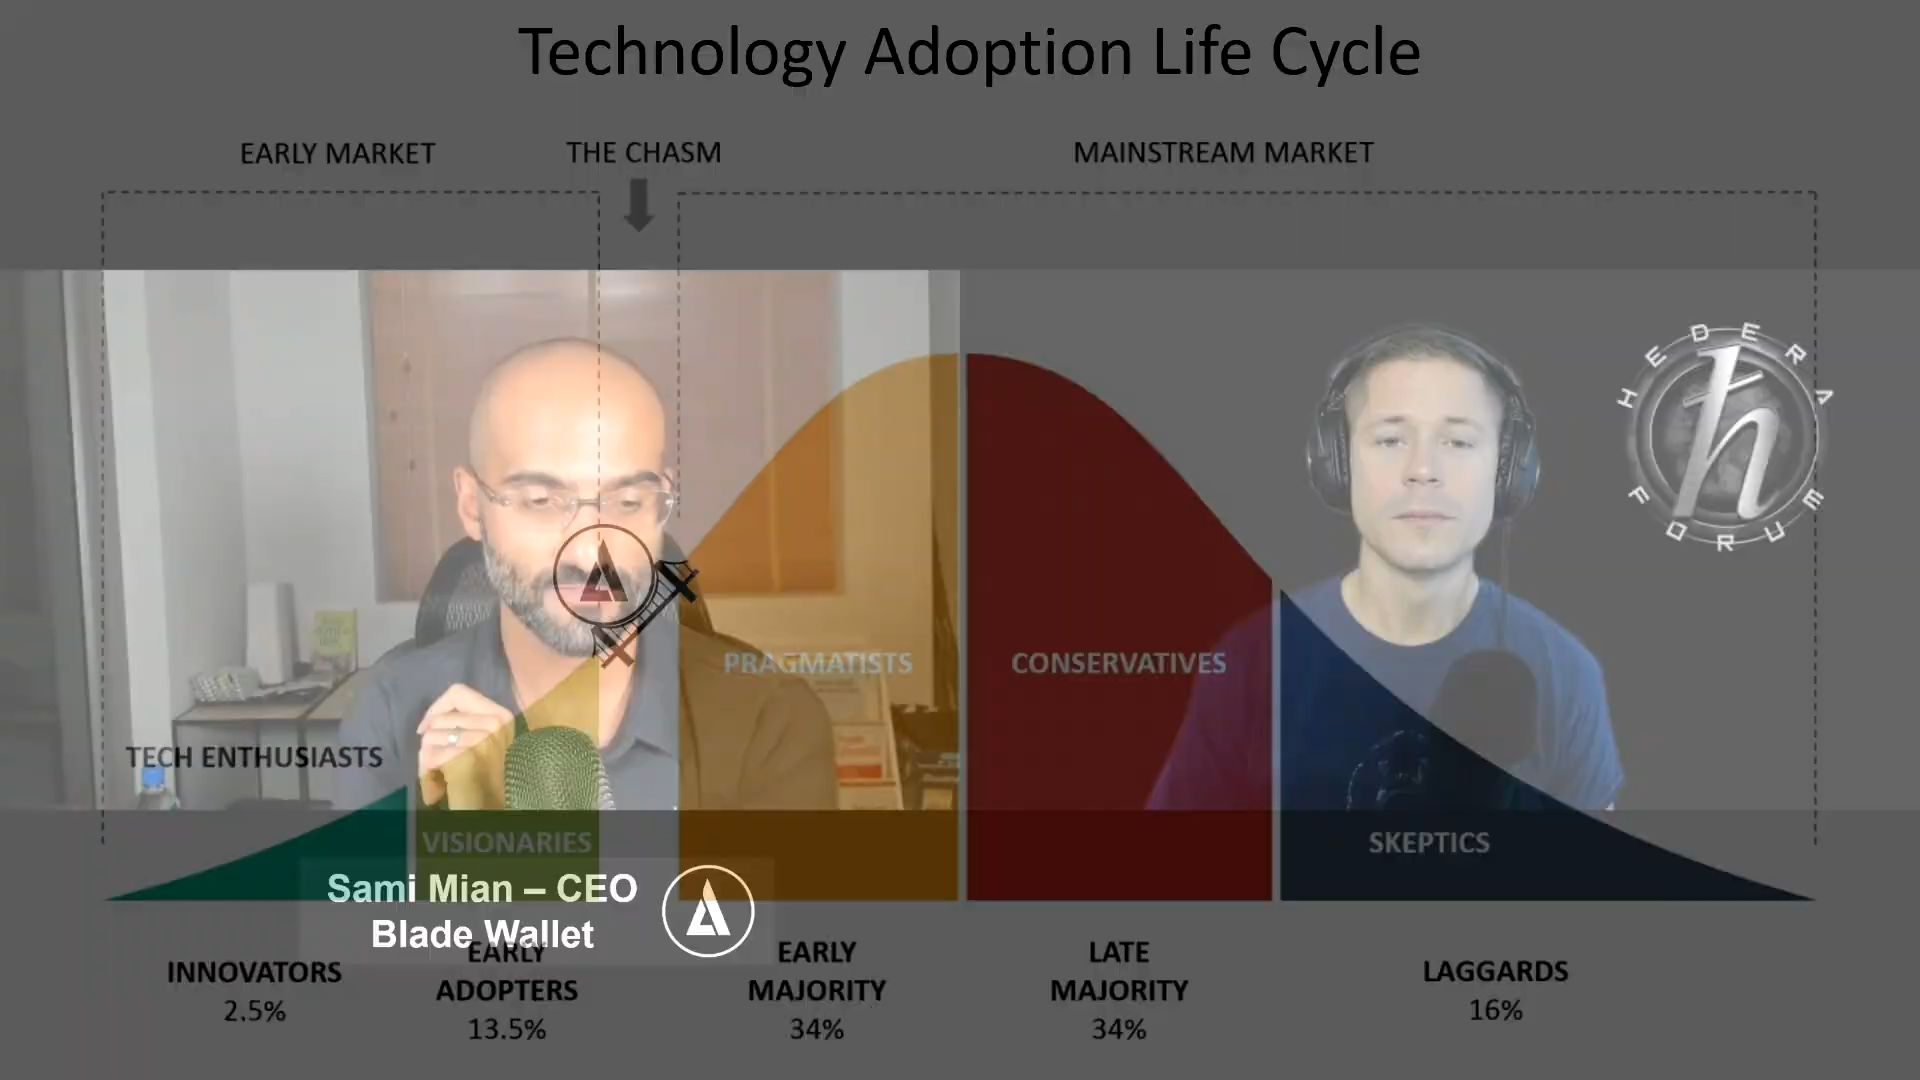 Technology Adoption Life Cycle
EARLY MARKET
THE CHASM
MAINSTREAM MARKET
HEDERA
ħ
FORUM
PRAGMATISTS
CONSERVATIVES
TECH ENTHUSIASTS
VISIONARIES
SKEPTICS
Sami Mian – CEO
Blade Wallet
INNOVATORS
2.5%
EARLY
ADOPTERS
13.5%
EARLY
MAJORITY
34%
LATE
MAJORITY
34%
LAGGARDS
16%